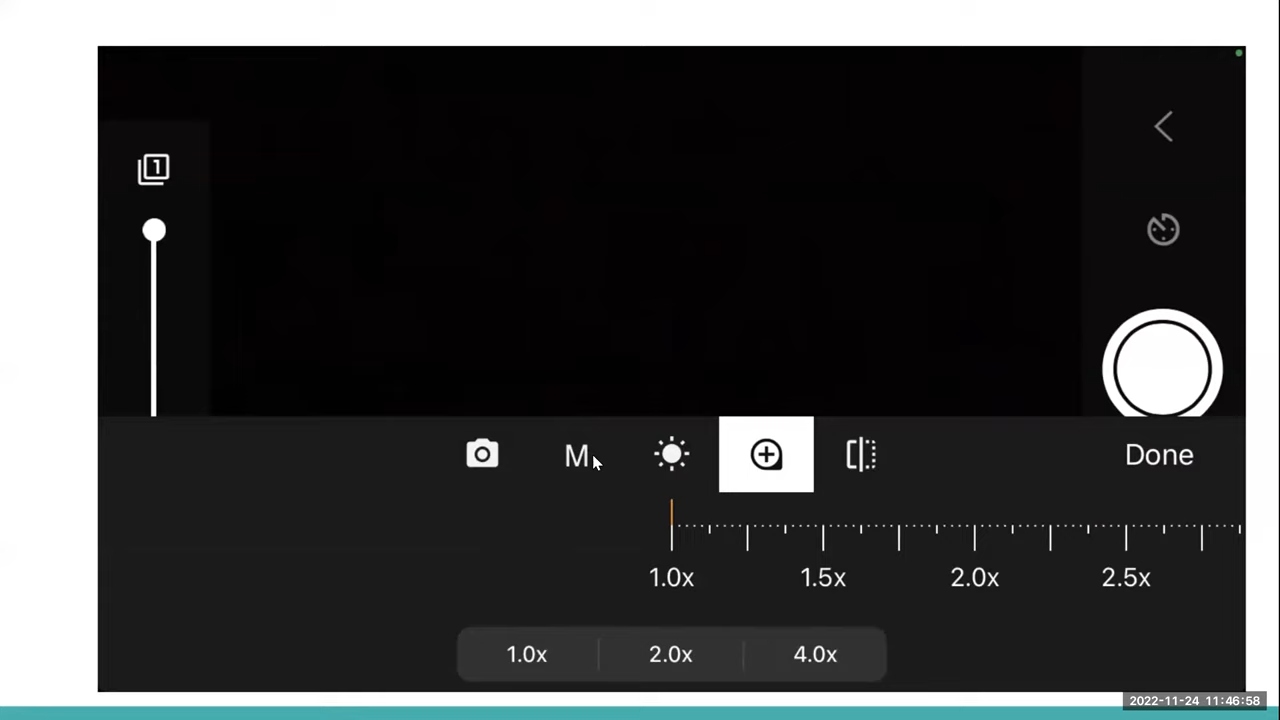 1
M
Done
1.0x 1.5x 2.0x 2.5x
1.0x 2.0x 4.0x
2022-11-24 11:46:58